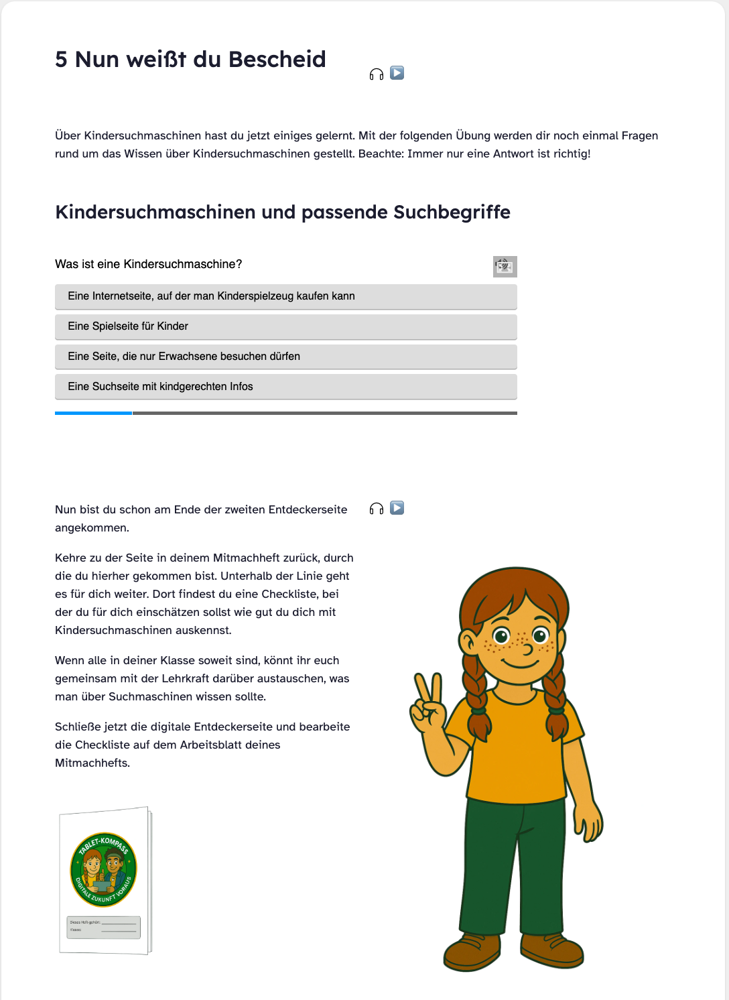 5 Nun weißt du Bescheid
Über Kindersuchmaschinen hast du jetzt einiges gelernt. Mit der folgenden Übung werden dir noch einmal Fragen
rund um das Wissen über Kindersuchmaschinen gestellt. Beachte: Immer nur eine Antwort ist richtig!
Kindersuchmaschinen und passende Suchbegriffe
Was ist eine Kindersuchmaschine?
Eine Internetseite, auf der man Kinderspielzeug kaufen kann
Eine Spielseite für Kinder
Eine Seite, die nur Erwachsene besuchen dürfen
Eine Suchseite mit kindgerechten Infos
Nun bist du schon am Ende der zweiten Entdeckerseite
angekommen.
Kehre zu der Seite in deinem Mitmachheft zurück, durch
die du hierher gekommen bist. Unterhalb der Linie geht
es für dich weiter. Dort findest du eine Checkliste, bei
der du für dich einschätzen sollst wie gut du dich mit
Kindersuchmaschinen auskennst.
Wenn alle in deiner Klasse soweit sind, könnt ihr euch
gemeinsam mit der Lehrkraft darüber austauschen, was
man über Suchmaschinen wissen sollte.
Schließe jetzt die digitale Entdeckerseite und bearbeite
die Checkliste auf dem Arbeitsblatt deines
Mitmachhefts.
TABLET-KOMPASS
DIGITALE ZUKUNFT VORAUS
Dieses Heft gehört:
Klasse: